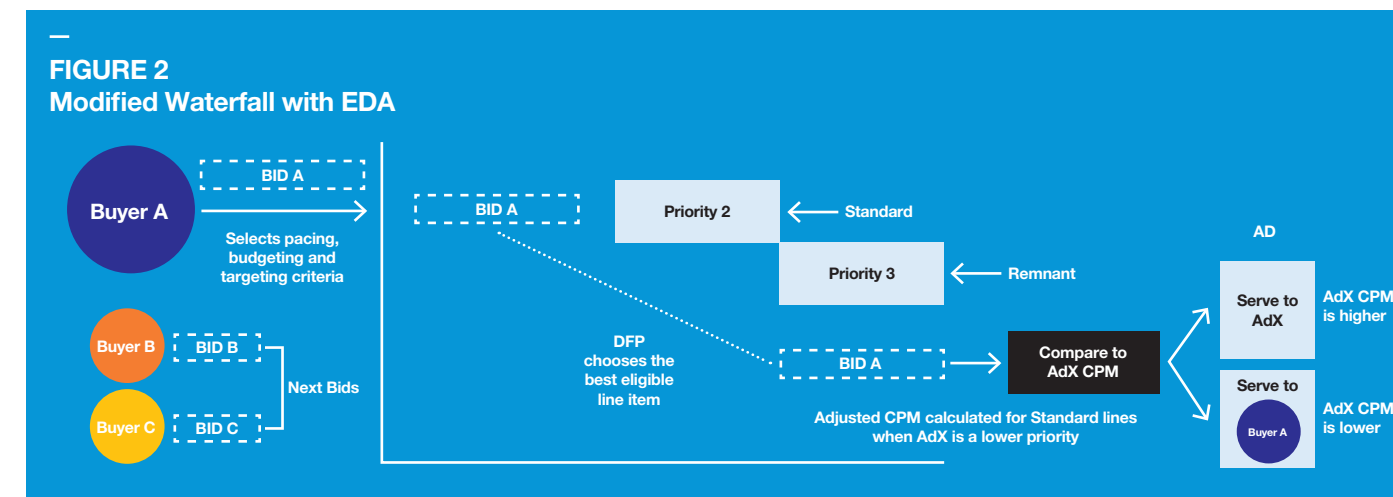 FIGURE 2
Modified Waterfall with EDA
Buyer A
BID A
Selects pacing,
budgeting and
targeting criteria
Buyer B
BID B
Buyer C
BID C
Next Bids
BID A
Priority 2
Standard
Priority 3
Remnant
DFP
chooses the
best eligible
line item
BID A
Compare to
AdX CPM
Adjusted CPM calculated for Standard lines
when AdX is a lower priority
AD
Serve to
AdX
AdX CPM
is higher
Serve to
Buyer A
AdX CPM
is lower